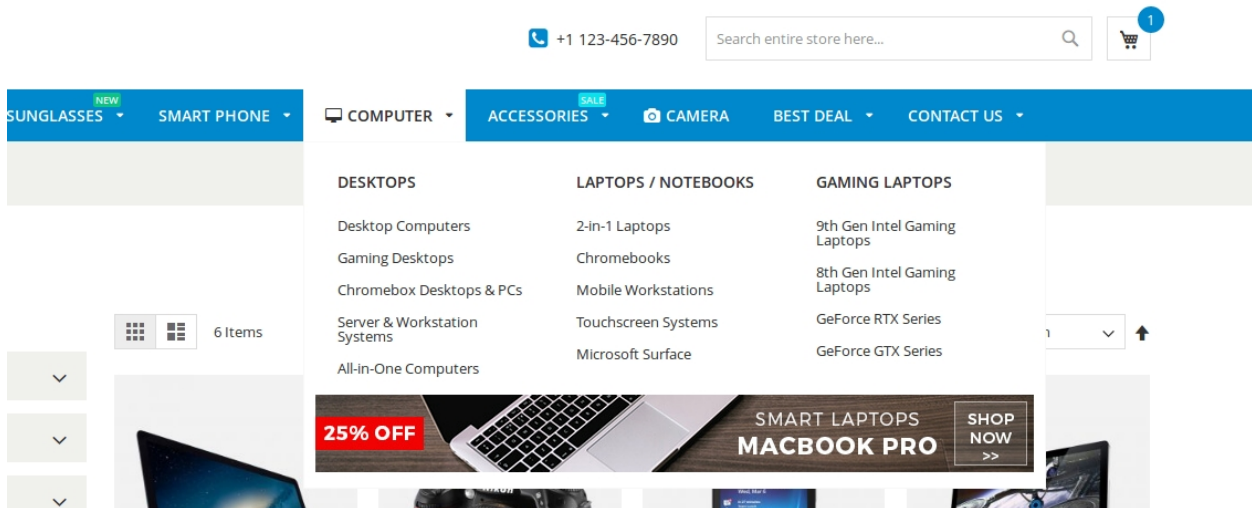 +1 123-456-7890
Search entire store here...
1
NEW
SALE
SUNGLASSES
SMART PHONE
COMPUTER
ACCESSORIES
CAMERA
BEST DEAL
CONTACT US
DESKTOPS
Desktop Computers
Gaming Desktops
Chromebox Desktops & PCs
Server & Workstation
Systems
All-in-One Computers
LAPTOPS / NOTEBOOKS
2-in-1 Laptops
Chromebooks
Mobile Workstations
Touchscreen Systems
Microsoft Surface
GAMING LAPTOPS
9th Gen Intel Gaming
Laptops
8th Gen Intel Gaming
Laptops
GeForce RTX Series
GeForce GTX Series
6 Items
25% OFF
SMART LAPTOPS
MACBOOK PRO
SHOP
NOW
>>
Nikon
Wed, Mar 6